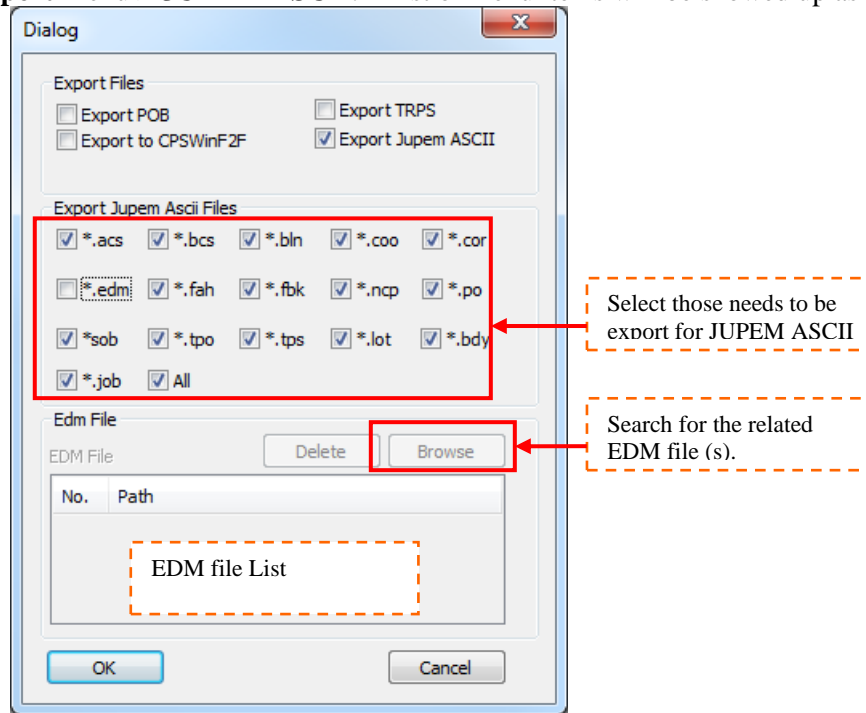 Dialog
Export Files
Export POB
Export TRPS
Export to CPSWinF2F
Export Jupem ASCII
Export Jupem Ascii Files
*.acs *.bcs *.bln *.coo *.cor
*.edm *.fah *.fbk *.ncp *.po
*sob *.tpo *.tps *.lot *.bdy
*.job All
Select those needs to be
export for JUPEM ASCII
Edm File
EDM File Delete Browse
Search for the related
EDM file (s).
No. Path
EDM file List
OK Cancel